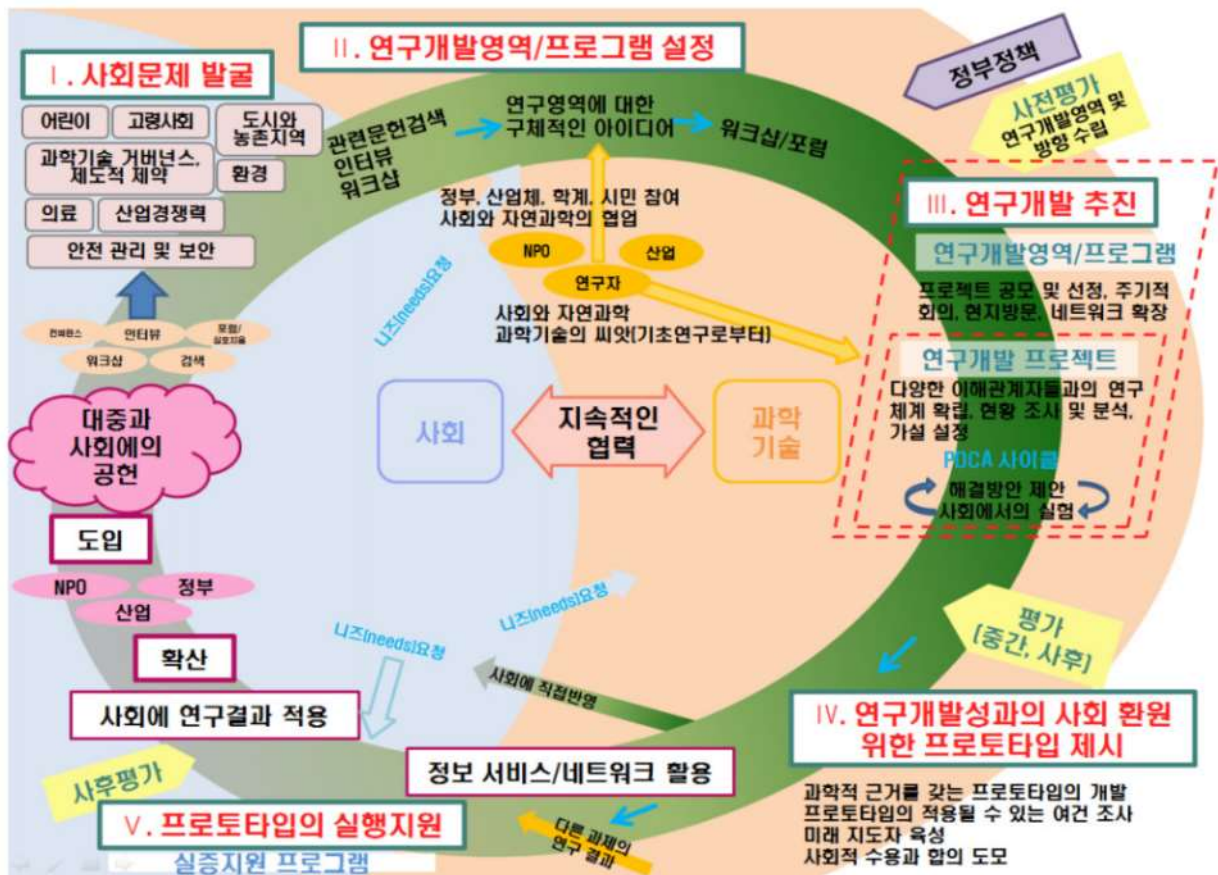 Ⅰ. 사회문제 발굴
어린이
고령사회
도시와
농촌지역
과학기술 거버넌스,
제도적 제약
환경
의료
산업경쟁력
안전 관리 및 보안
컨퍼런스
인터뷰
포럼/
워크샵
검색
대중과
사회에의
공헌
도입
NPO
정부
산업
확산
사회에 연구결과 적용
사후평가
Ⅱ. 연구개발영역/프로그램 설정
관련문헌검색
인터뷰
워크샵
연구영역에 대한
구체적인 아이디어
워크샵/포럼
정부, 산업체, 학계, 시민 참여
사회와 자연과학의 협업
NPO
산업
연구자
사회와 자연과학
과학기술의 씨앗(기초연구로부터)
니즈(needs)요청
사회
지속적인
협력
과학
기술
니즈(needs)요청
니즈(needs)요청
사회에 직접반영
정부정책
사전평가
연구개발영역 및
방향 수립
Ⅲ. 연구개발 추진
연구개발영역/프로그램
프로젝트 공모 및 선정, 주기적
회의, 현지방문, 네트워크 확장
연구개발 프로젝트
다양한 이해관계자들과의 연구
체계 확립, 현황 조사 및 분석,
가설 설정
PDCA 사이클
해결방안 제안
사회에서의 실험
평가
(중간, 사후)
Ⅳ. 연구개발성과의 사회 환원
위한 프로토타입 제시
과학적 근거를 갖는 프로토타입의 개발
프로토타입의 적용될 수 있는 여건 조사
미래 지도자 육성
사회적 수용과 합의 도모
정보 서비스/네트워크 활용
다른 과제의
연구 결과
Ⅴ. 프로토타입의 실행지원
실증지원 프로그램